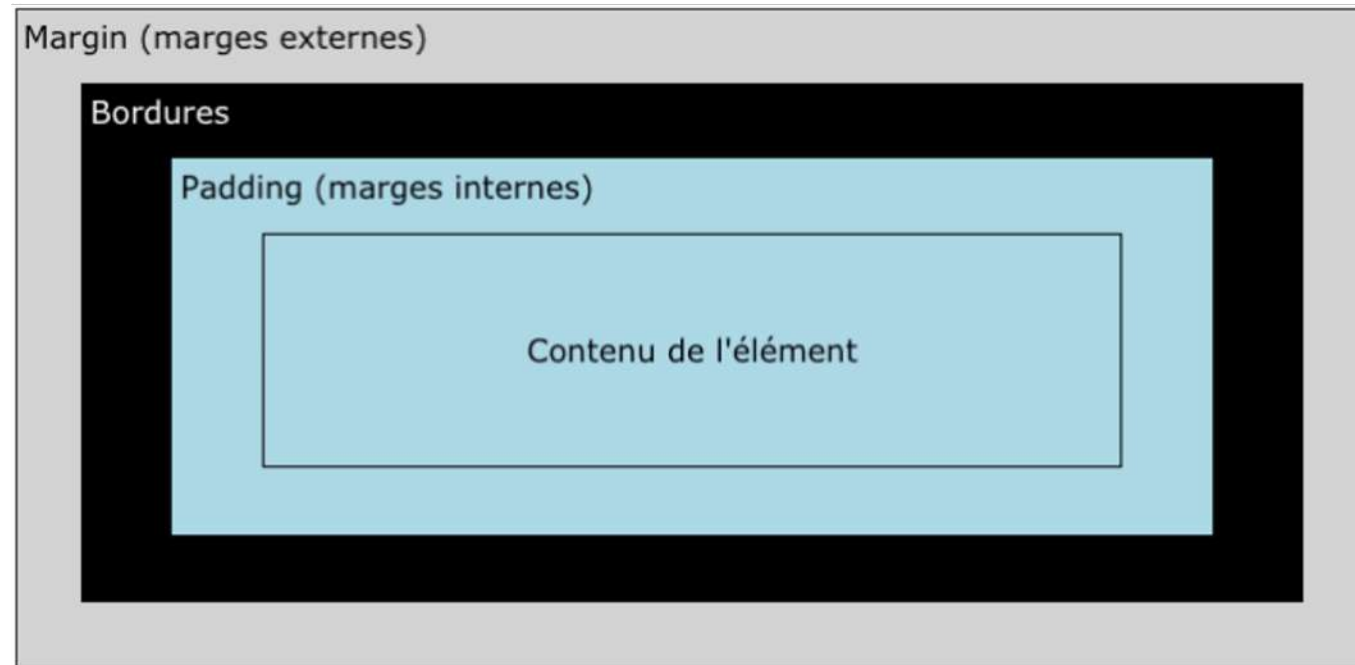 Margin (marges externes)
Bordures
Padding (marges internes)
Contenu de l'élément